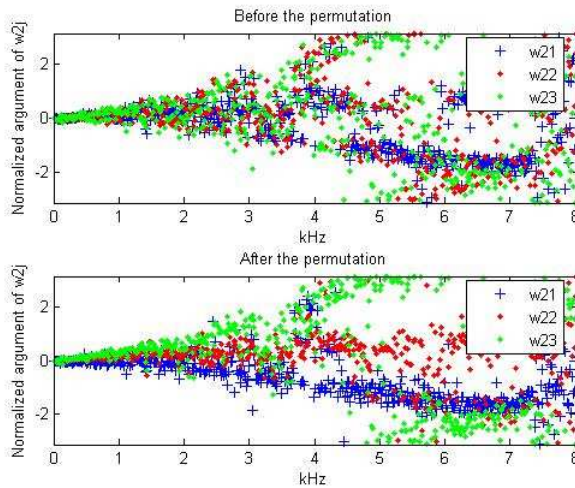 Before the permutation
Normalized argument of w2j
2
0
-2
w21
w22
w23
0 1 2 3 4 5 6 7 8
kHz
After the permutation
Normalized argument of w2j
2
0
-2
w21
w22
w23
0 1 2 3 4 5 6 7 8
kHz